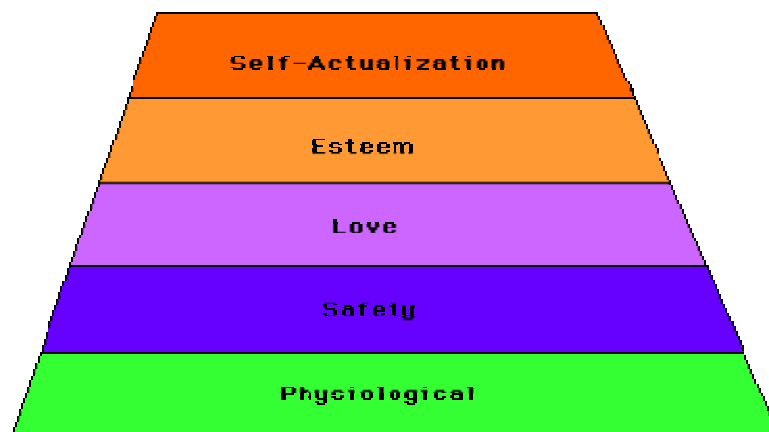 Self-Actualization
Esteem
Love
Safety
Physiological